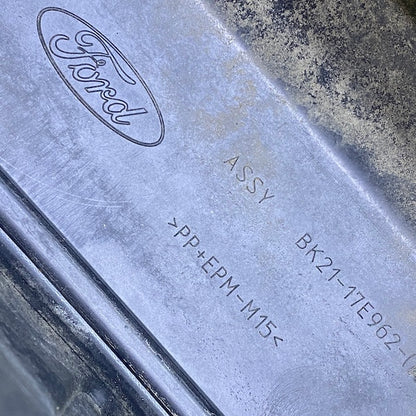 Ford
ASSY BK21-17E962-
>PP+EPM-M15<